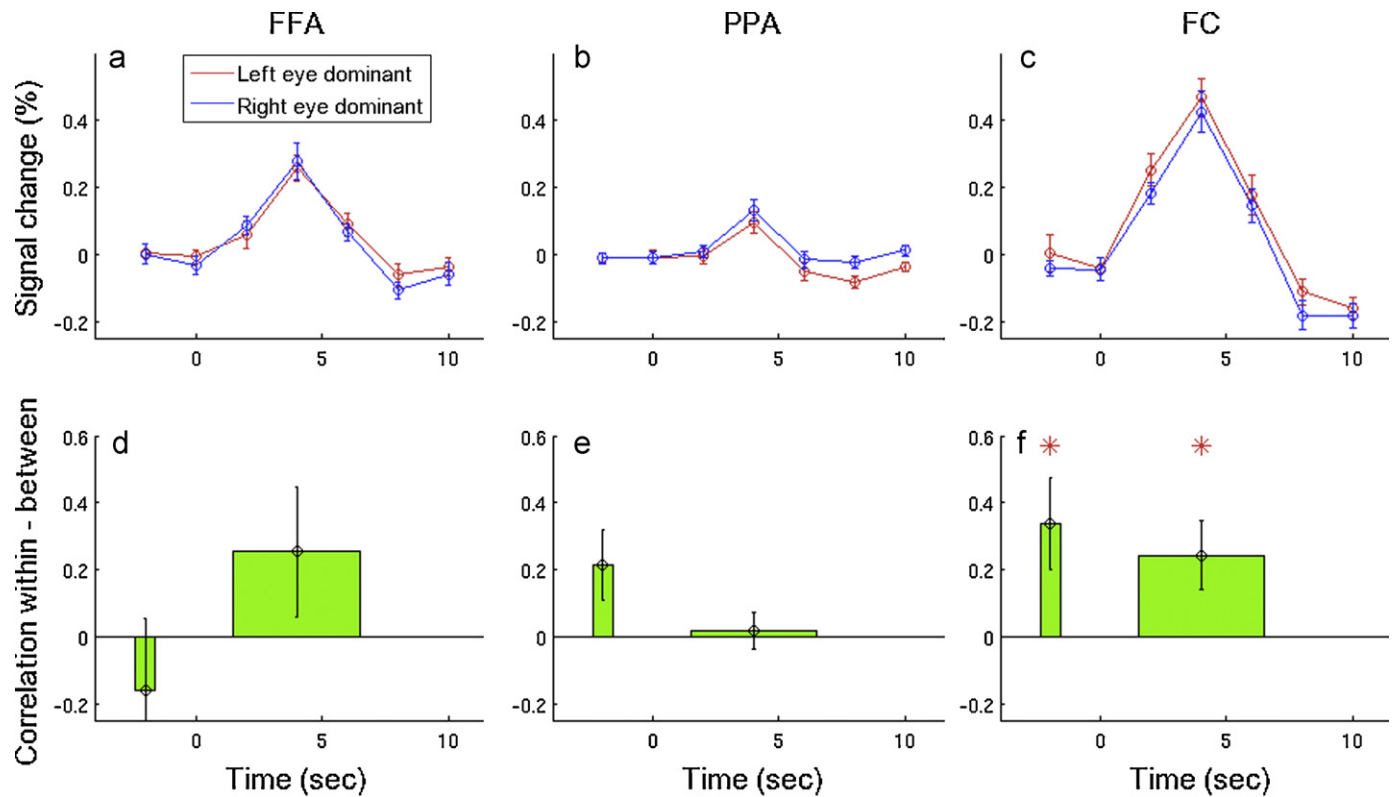 FFA PPA FC
a b c
Left eye dominant
Right eye dominant
Signal change (%)
0.4 0.4 0.4
0.2 0.2 0.2
0 0 0
-0.2 -0.2 -0.2
0 5 10 0 5 10 0 5 10
d e f
Correlation within - between
0.6 0.6 0.6
0.4 0.4 0.4
0.2 0.2 0.2
0 0 0
-0.2 -0.2 -0.2
0 5 10 0 5 10 0 5 10
Time (sec) Time (sec) Time (sec)